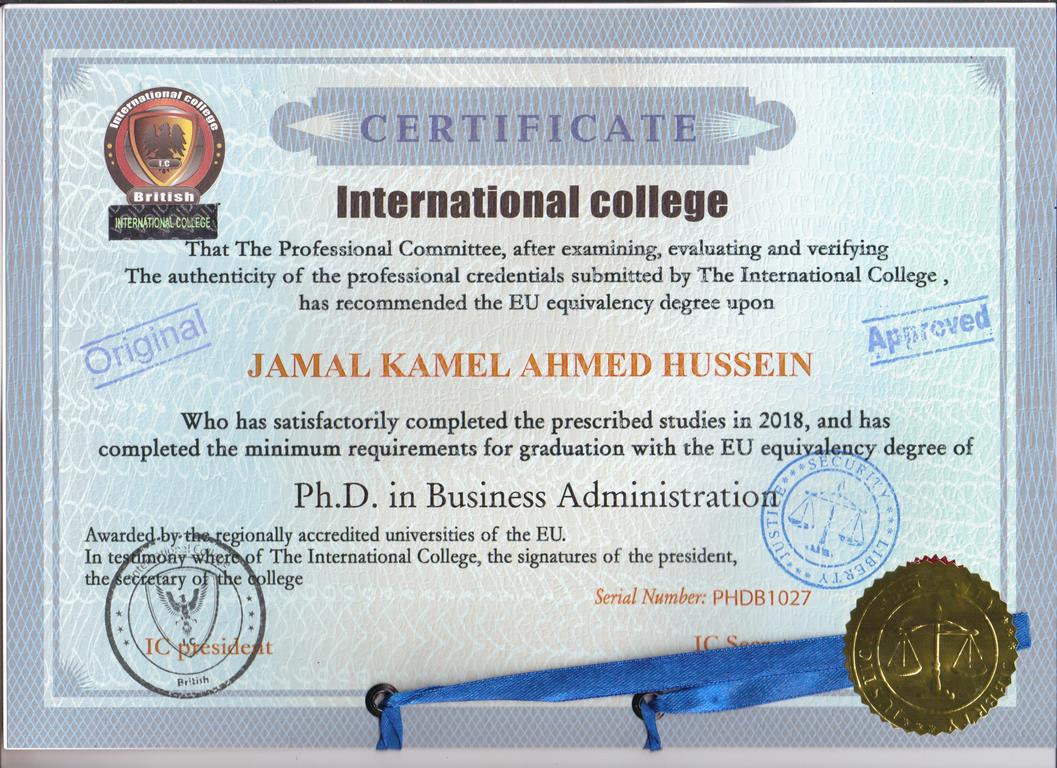 International college
British
INTERNATIONAL COLLEGE
CERTIFICATE
International college
That The Professional Committee, after examining, evaluating and verifying
The authenticity of the professional credentials submitted by The International College ,
has recommended the EU equivalency degree upon
Original
Approved
JAMAL KAMEL AHMED HUSSEIN
Who has satisfactorily completed the prescribed studies in 2018, and has
completed the minimum requirements for graduation with the EU equivalency degree of
Ph.D. in Business Administration
JUSTICE SECURITY LIBERTY
Awarded by the regionally accredited universities of the EU.
In testimony where of The International College, the signatures of the president,
the secretary of the college
Serial Number: PHDB1027
IC president
I.C
British
IC